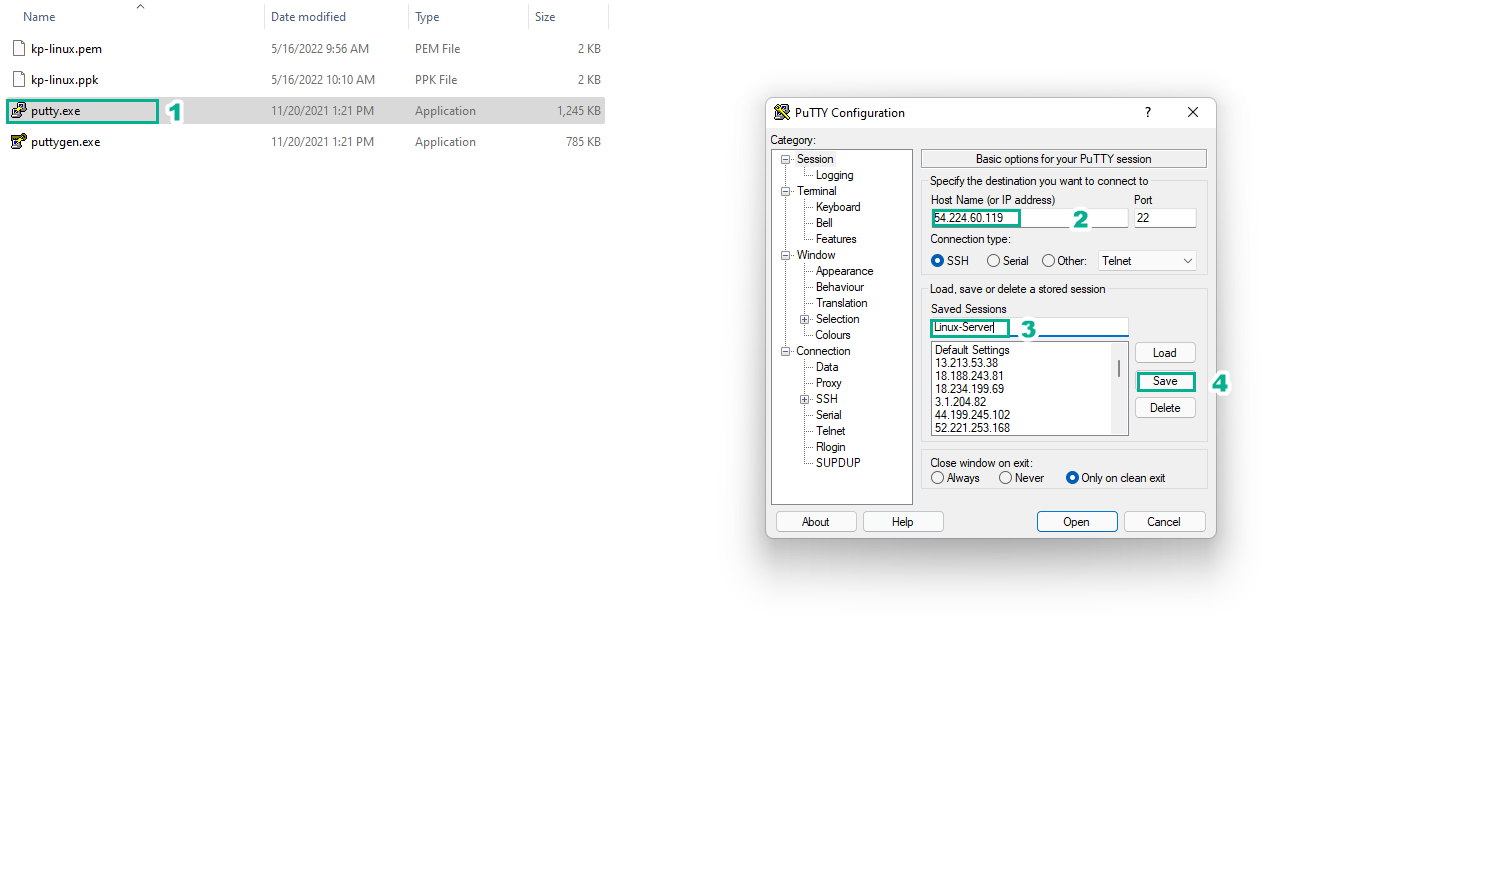 Name Date modified Type Size
kp-linux.pem 5/16/2022 9:56 AM PEM File 2 KB
kp-linux.ppk 5/16/2022 10:10 AM PPK File 2 KB
putty.exe 1 11/20/2021 1:21 PM Application 1,245 KB
puttygen.exe 11/20/2021 1:21 PM Application 785 KB
PuTTY Configuration ?
Category:
Session
Logging
Terminal
Keyboard
Bell
Features
Window
Appearance
Behaviour
Translation
Selection
Colours
Connection
Data
Proxy
SSH
Serial
Telnet
Rlogin
SUPDUP
Basic options for your PuTTY session
Specify the destination you want to connect to
Host Name (or IP address) Port
54.224.60.119 2 22
Connection type:
SSH Serial Other: Telnet
Load, save or delete a stored session
Saved Sessions
Linux-Server 3
Default Settings
13.213.53.38
18.188.243.81
18.234.199.69
3.1.204.82
44.199.245.102
52.221.253.168
Load
Save 4
Delete
Close window on exit:
Always Never Only on clean exit
About Help Open Cancel